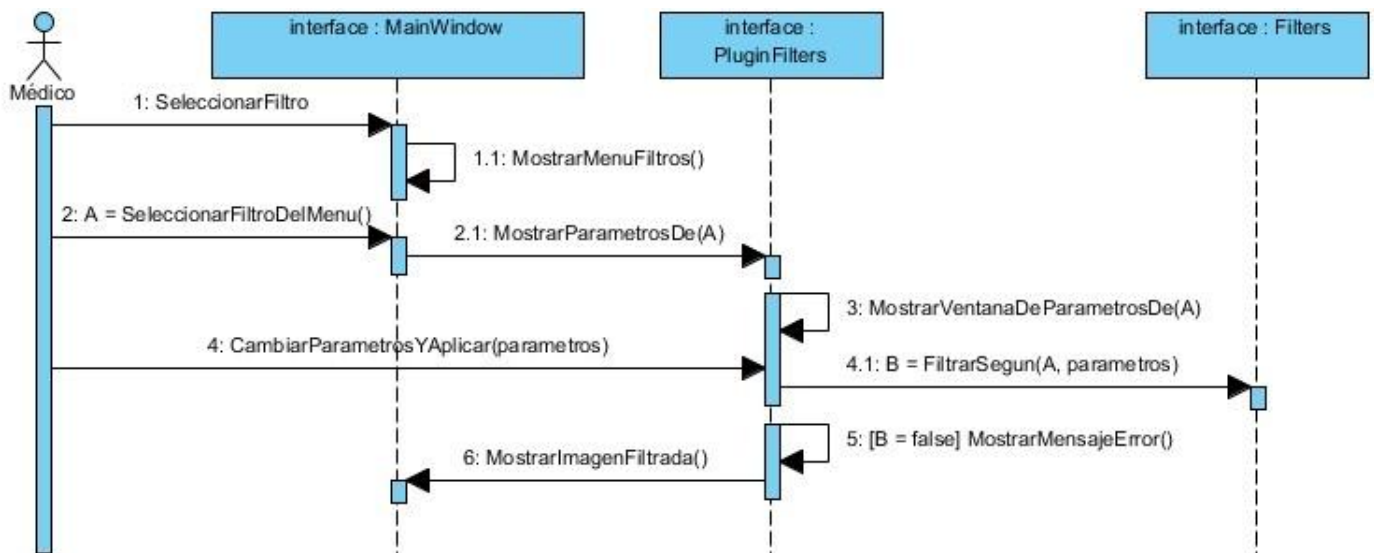 interface : MainWindow
interface :
PluginFilters
interface : Filters
Médico
1: SeleccionarFiltro
1.1: MostrarMenuFiltros()
2: A = SeleccionarFiltroDelMenu()
2.1: MostrarParametrosDe(A)
3: MostrarVentanaDeParametrosDe(A)
4: CambiarParametrosYAplicar(parametros)
4.1: B = FiltrarSegun(A, parametros)
5: [B = false] MostrarMensajeError()
6: MostrarImagenFiltrada()